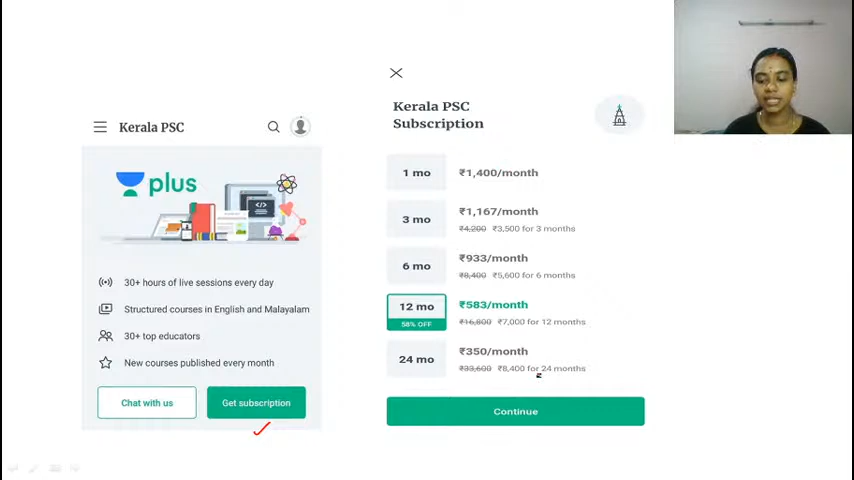 Kerala PSC
plus
30+ hours of live sessions every day
Structured courses in English and Malayalam
30+ top educators
New courses published every month
Chat with us
Get subscription
Kerala PSC
Subscription
1 mo
₹1,400/month
3 mo
₹1,167/month
₹4,200 ₹3,500 for 3 months
6 mo
₹933/month
₹8,400 ₹5,600 for 6 months
12 mo
58% OFF
₹583/month
₹16,800 ₹7,000 for 12 months
24 mo
₹350/month
₹33,600 ₹8,400 for 24 months
Continue